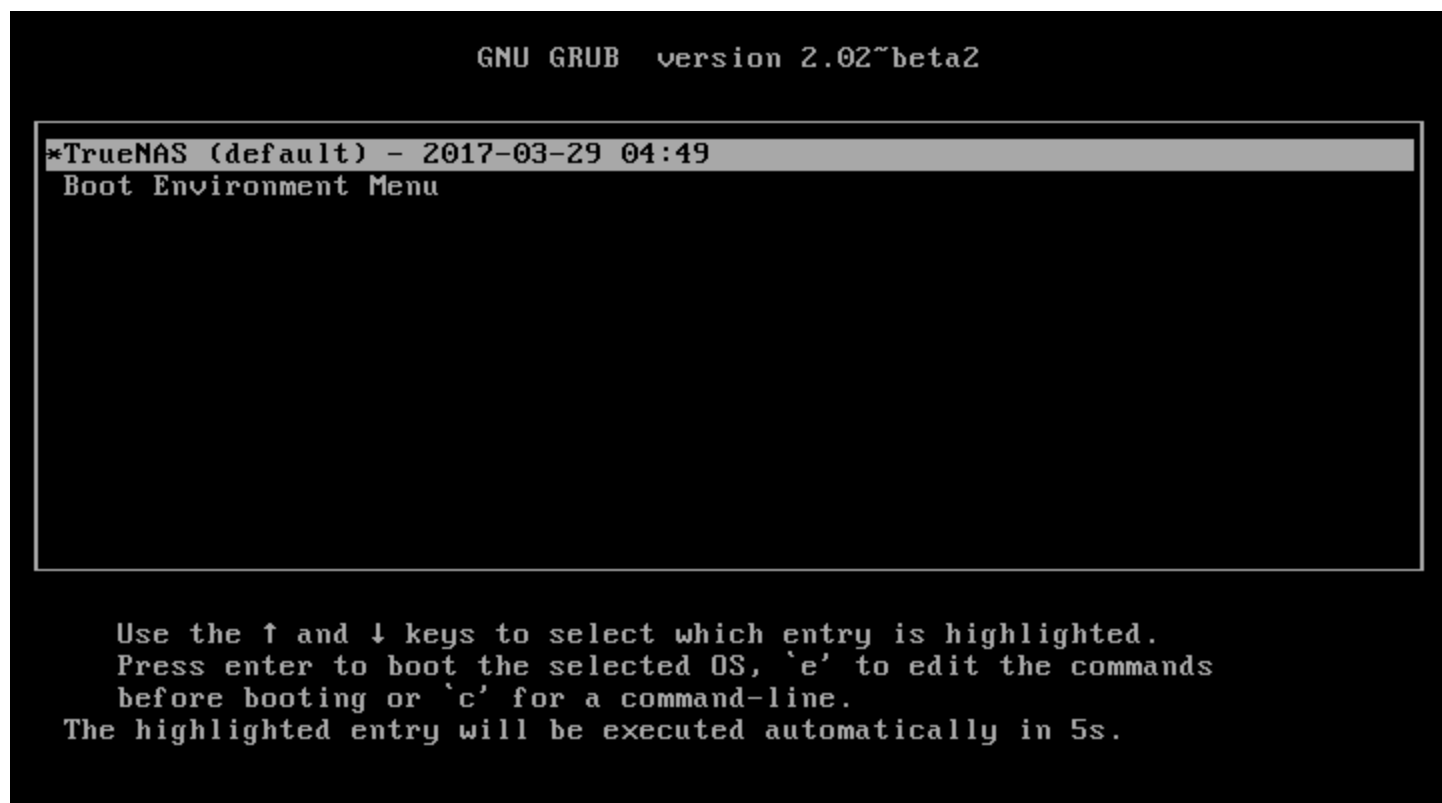 GNU GRUB version 2.02~beta2
*TrueNAS (default) - 2017-03-29 04:49
Boot Environment Menu
Use the ↑ and ↓ keys to select which entry is highlighted.
Press enter to boot the selected OS, `e' to edit the commands
before booting or `c' for a command-line.
The highlighted entry will be executed automatically in 5s.